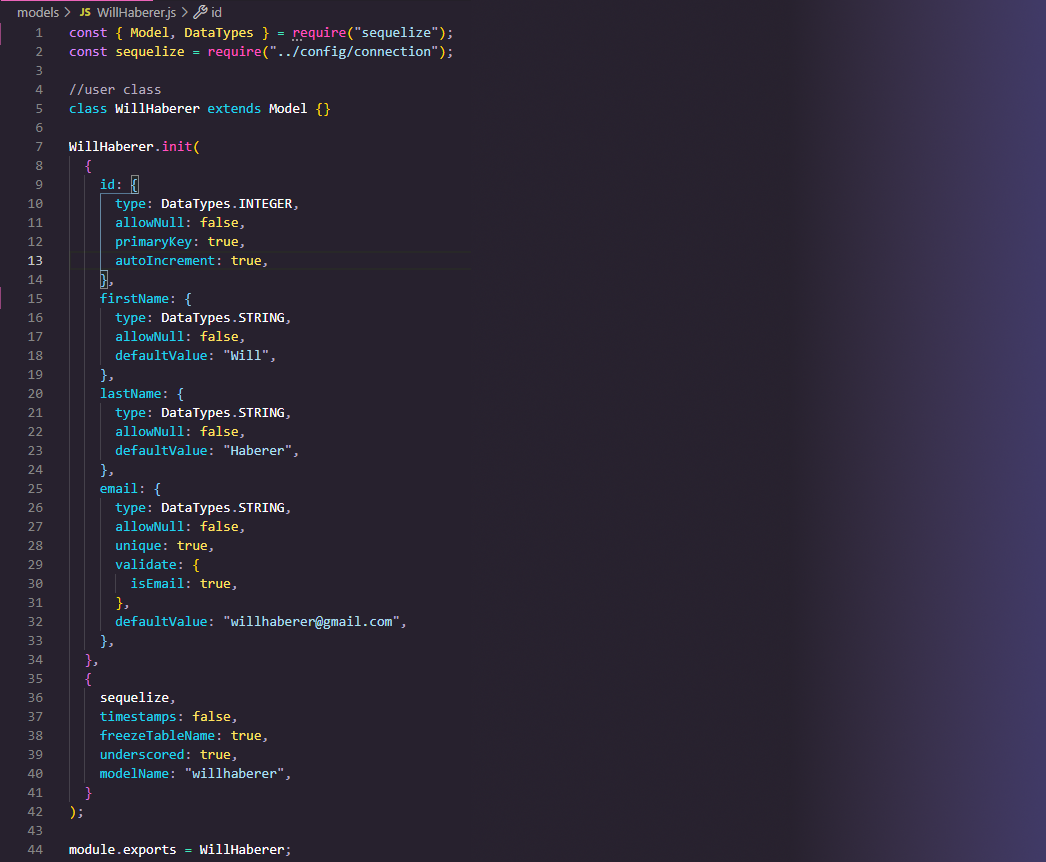 models > JS WillHaberer.js > id
1 const { Model, DataTypes } = require("sequelize");
2 const sequelize = require("../config/connection");
3
4 //user class
5 class WillHaberer extends Model {}
6
7 WillHaberer.init(
8   {
9     id: {
10       type: DataTypes.INTEGER,
11       allowNull: false,
12       primaryKey: true,
13       autoIncrement: true,
14     },
15     firstName: {
16       type: DataTypes.STRING,
17       allowNull: false,
18       defaultValue: "Will",
19     },
20     lastName: {
21       type: DataTypes.STRING,
22       allowNull: false,
23       defaultValue: "Haberer",
24     },
25     email: {
26       type: DataTypes.STRING,
27       allowNull: false,
28       unique: true,
29       validate: {
30         isEmail: true,
31       },
32       defaultValue: "willhaberer@gmail.com",
33     },
34   },
35   {
36     sequelize,
37     timestamps: false,
38     freezeTableName: true,
39     underscored: true,
40     modelName: "willhaberer",
41   }
42 );
43
44 module.exports = WillHaberer;